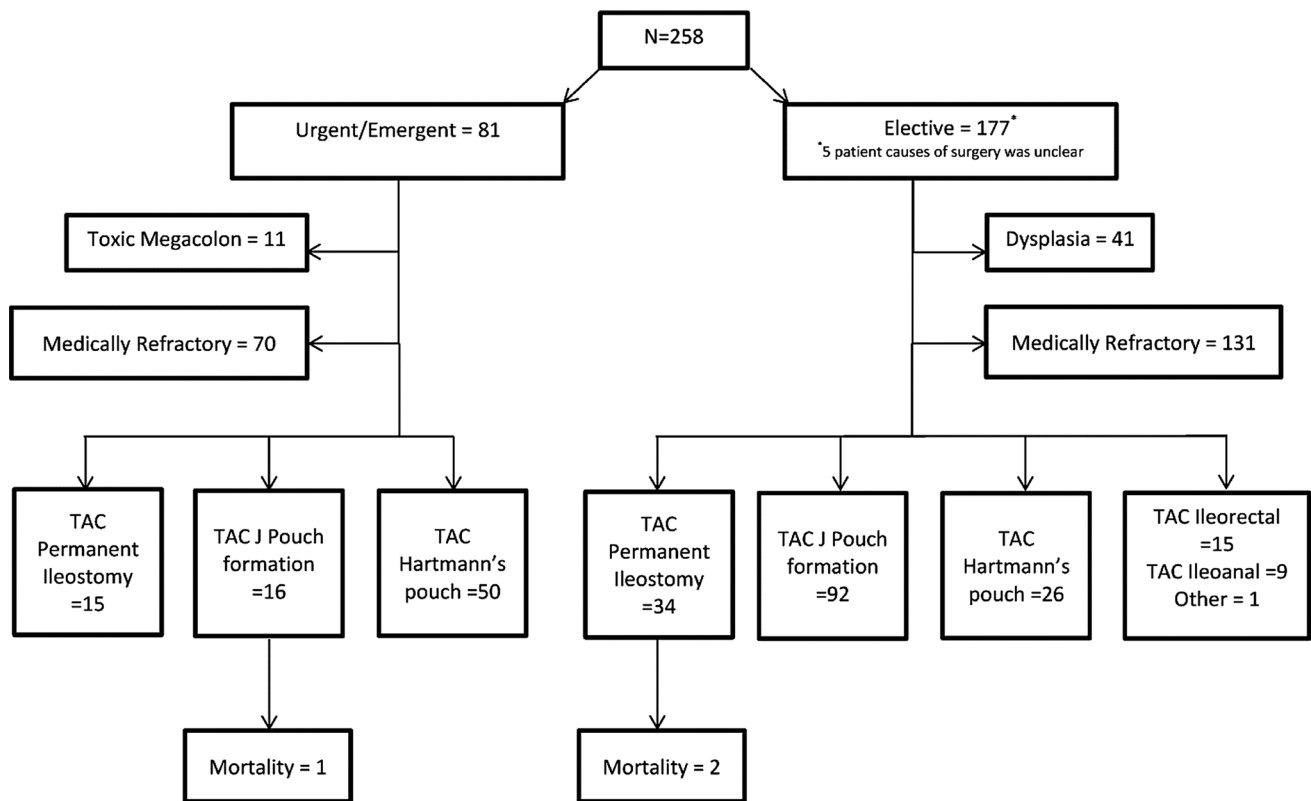 N=258
Urgent/Emergent = 81
Elective = 177*
*5 patient causes of surgery was unclear
Toxic Megacolon = 11
Dysplasia = 41
Medically Refractory = 70
Medically Refractory = 131
TAC
Permanent
Ileostomy
=15
TAC J Pouch
formation
=16
TAC
Hartmann’s
pouch =50
TAC
Permanent
Ileostomy
=34
TAC J Pouch
formation
=92
TAC
Hartmann’s
pouch =26
TAC Ileorectal
=15
TAC Ileoanal =9
Other = 1
Mortality = 1
Mortality = 2